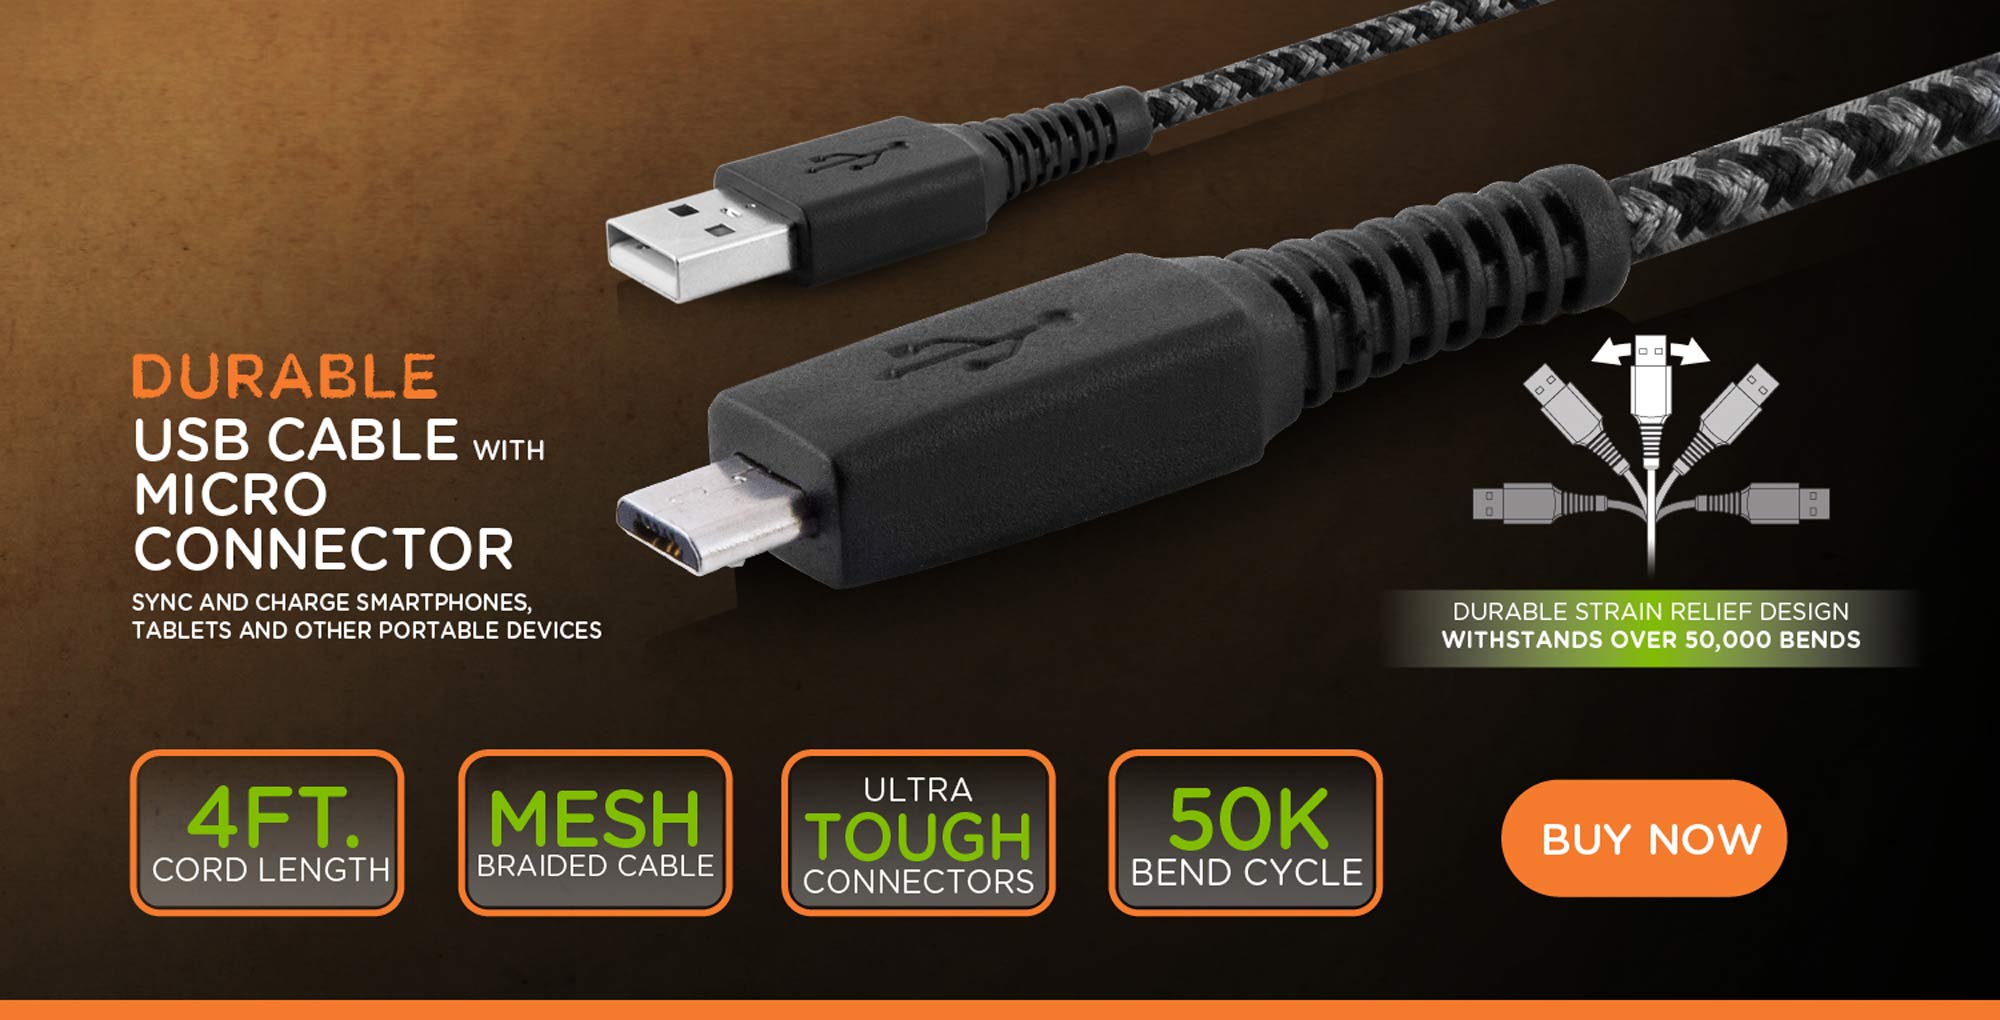 DURABLE
USB CABLE WITH
MICRO
CONNECTOR
SYNC AND CHARGE SMARTPHONES,
TABLETS AND OTHER PORTABLE DEVICES
DURABLE STRAIN RELIEF DESIGN
WITHSTANDS OVER 50,000 BENDS
4FT.
CORD LENGTH
MESH
BRAIDED CABLE
ULTRA
TOUGH
CONNECTORS
50K
BEND CYCLE
BUY NOW